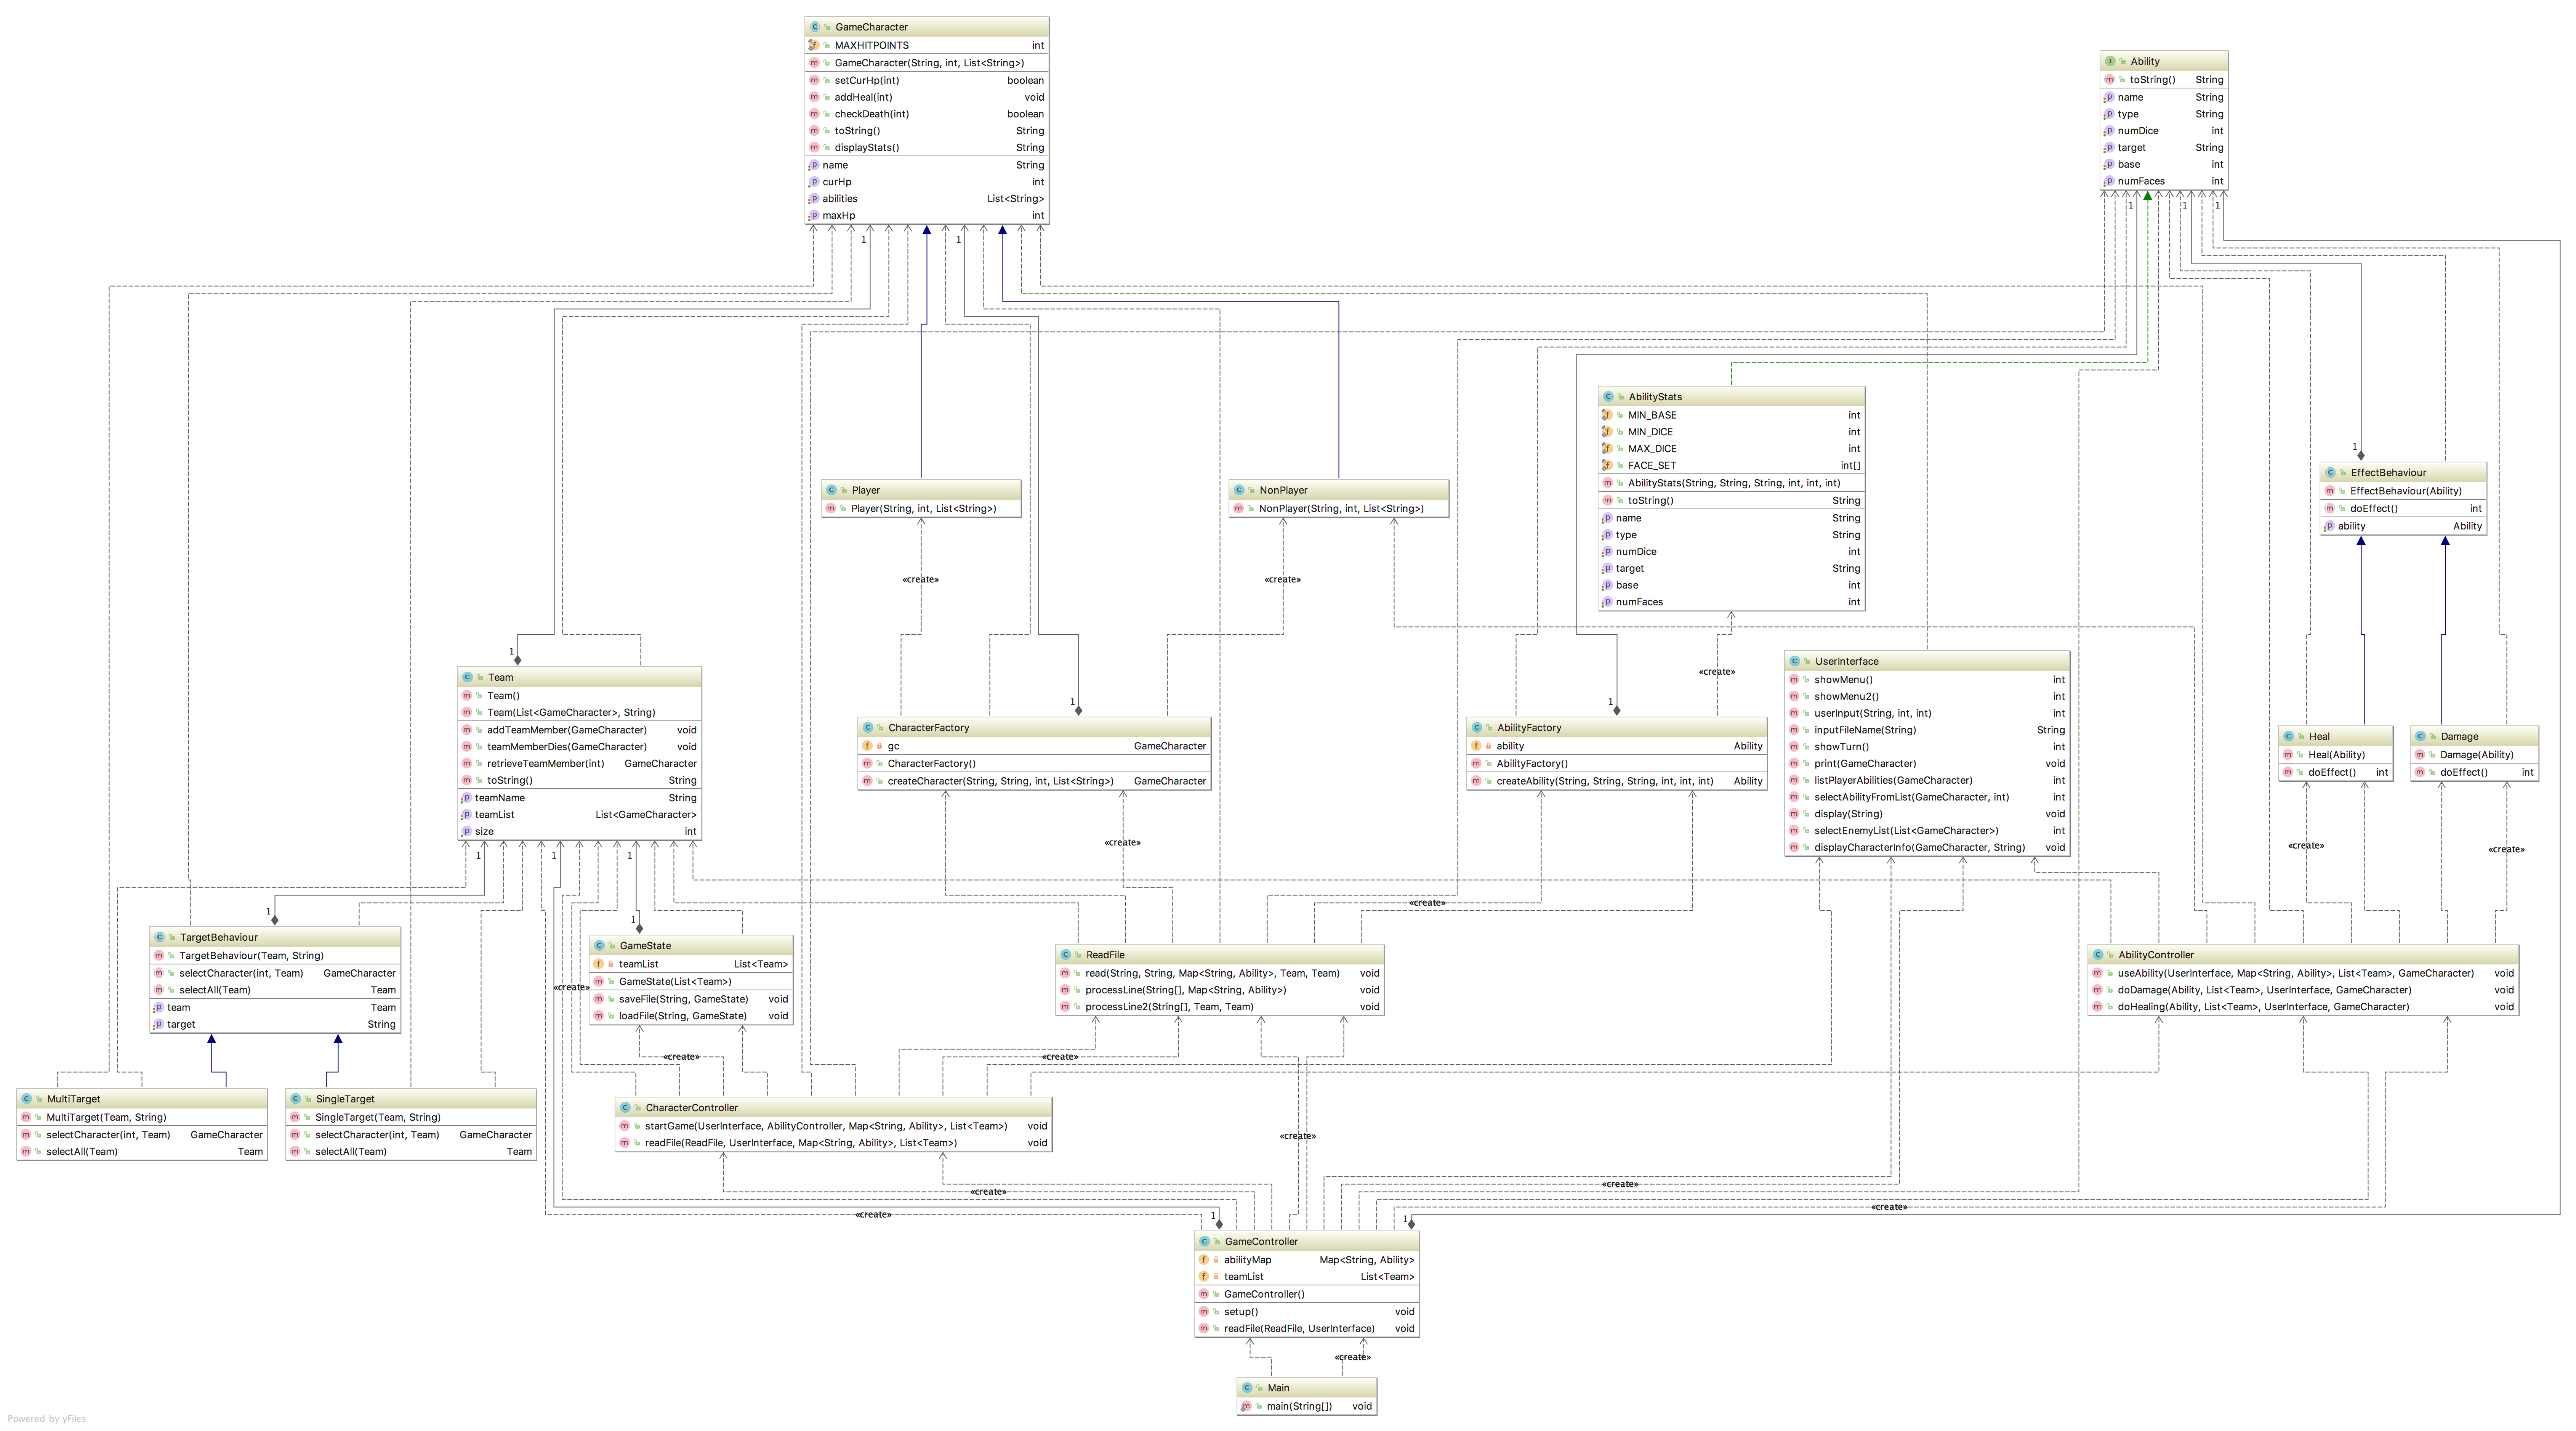 GameCharacter
MAXHITPOINTS int
GameCharacter(String, int, List<String>)
setCurHp(int) boolean
addHeal(int) void
checkDeath(int) boolean
toString() String
displayStats() String
name String
curHp int
abilities List<String>
maxHp int
1
1
Ability
toString() String
name String
type String
numDice int
target String
base int
numFaces int
1
1
1
AbilityStats
MIN_BASE int
MIN_DICE int
MAX_DICE int
FACE_SET int[]
AbilityStats(String, String, String, int, int, int)
toString() String
name String
type String
numDice int
target String
base int
numFaces int
1
EffectBehaviour
EffectBehaviour(Ability)
doEffect() int
ability Ability
Player
Player(String, int, List<String>)
NonPlayer
NonPlayer(String, int, List<String>)
«create»
«create»
«create»
1
Team
Team()
Team(List<GameCharacter>, String)
addTeamMember(GameCharacter) void
teamMemberDies(GameCharacter) void
retrieveTeamMember(int) GameCharacter
toString() String
teamName String
teamList List<GameCharacter>
size int
1
1
1
1
CharacterFactory
gc GameCharacter
CharacterFactory()
createCharacter(String, String, int, List<String>) GameCharacter
1
AbilityFactory
ability Ability
AbilityFactory()
createAbility(String, String, String, int, int, int) Ability
UserInterface
showMenu() int
showMenu2() int
userInput(String, int, int) int
inputFileName(String) String
showTurn() int
print(GameCharacter) void
listPlayerAbilities(GameCharacter) int
selectAbilityFromList(GameCharacter, int) int
display(String) void
selectEnemyList(List<GameCharacter>) int
displayCharacterInfo(GameCharacter, String) void
Heal
Heal(Ability)
doEffect() int
Damage
Damage(Ability)
doEffect() int
«create»
«create»
«create»
«create»
1
TargetBehaviour
TargetBehaviour(Team, String)
selectCharacter(int, Team) GameCharacter
selectAll(Team) Team
team Team
target String
1
«create»
GameState
teamList List<Team>
GameState(List<Team>)
saveFile(String, GameState) void
loadFile(String, GameState) void
ReadFile
read(String, String, Map<String, Ability>, Team, Team) void
processLine(String[], Map<String, Ability>) void
processLine2(String[], Team, Team) void
AbilityController
useAbility(UserInterface, Map<String, Ability>, List<Team>, GameCharacter) void
doDamage(Ability, List<Team>, UserInterface, GameCharacter) void
doHealing(Ability, List<Team>, UserInterface, GameCharacter) void
«create»
«create»
MultiTarget
MultiTarget(Team, String)
selectCharacter(int, Team) GameCharacter
selectAll(Team) Team
SingleTarget
SingleTarget(Team, String)
selectCharacter(int, Team) GameCharacter
selectAll(Team) Team
CharacterController
startGame(UserInterface, AbilityController, Map<String, Ability>, List<Team>) void
readFile(ReadFile, UserInterface, Map<String, Ability>, List<Team>) void
«create»
«create»
«create»
«create»
«create»
1
1
GameController
abilityMap Map<String, Ability>
teamList List<Team>
GameController()
setup() void
readFile(ReadFile, UserInterface) void
«create»
Main
main(String[]) void
Powered by yFiles